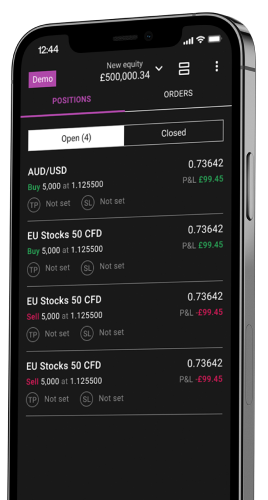 12:44
Demo
New equity
£500,000.34
POSITIONS
ORDERS
Open (4)
Closed
AUD/USD
0.73642
Buy 5,000 at 1.125500
P&L £99.45
TP Not set SL Not set
EU Stocks 50 CFD
0.73642
Buy 5,000 at 1.125500
P&L £99.45
TP Not set SL Not set
EU Stocks 50 CFD
0.73642
Sell 5,000 at 1.125500
P&L -£99.45
TP Not set SL Not set
EU Stocks 50 CFD
0.73642
Sell 5,000 at 1.125500
P&L -£99.45
TP Not set SL Not set